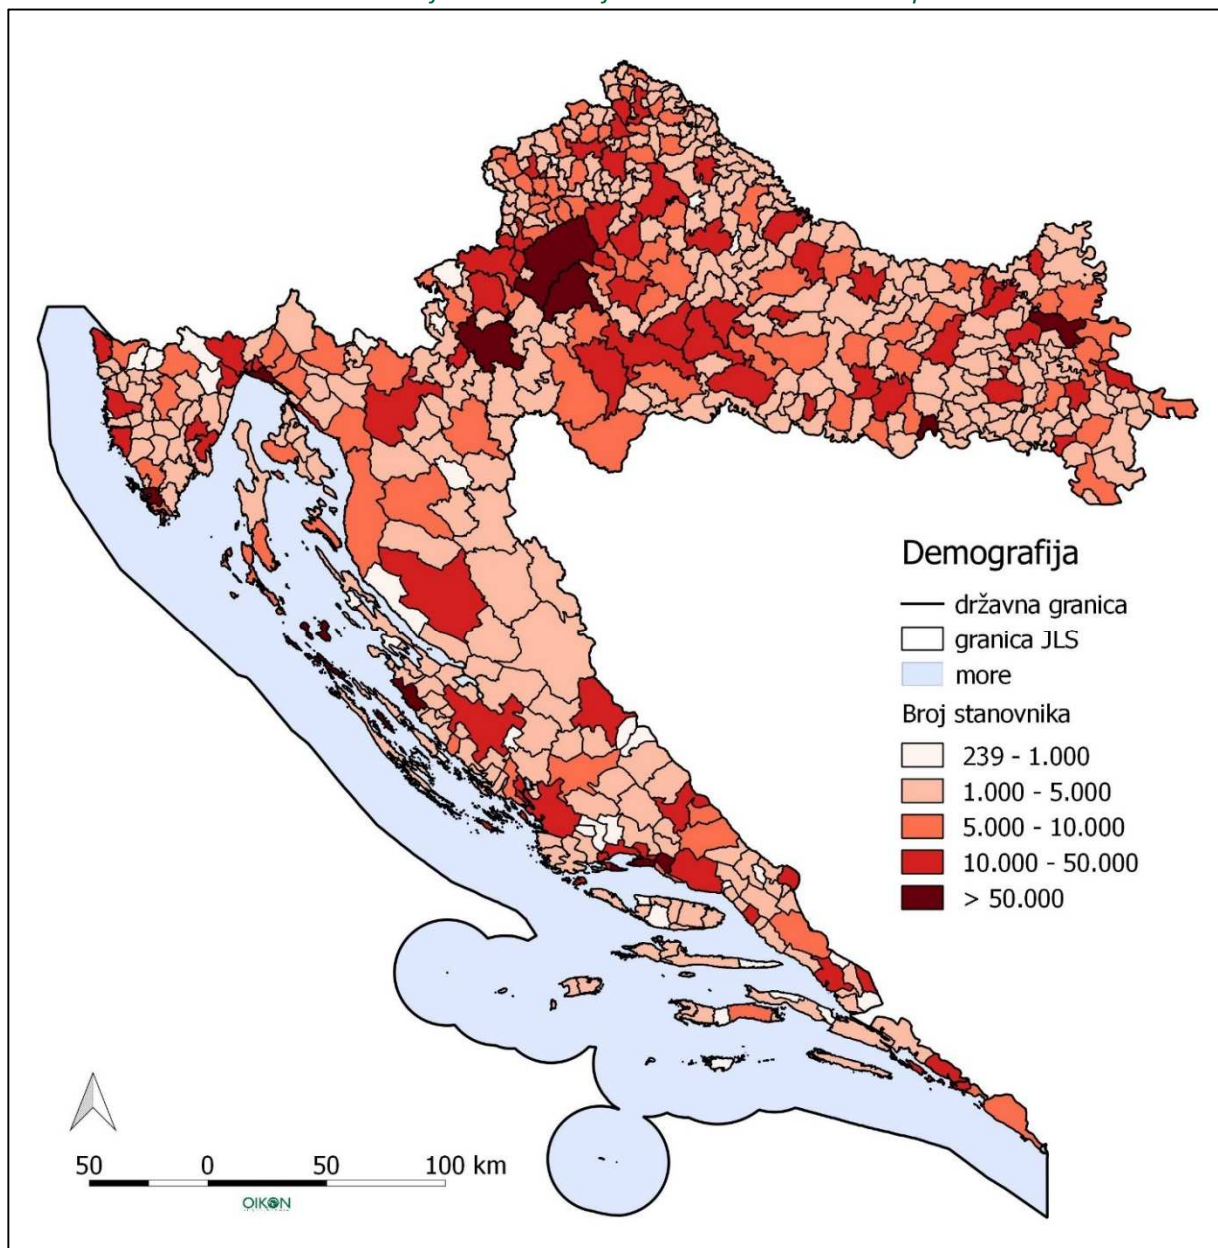 Demografija
državna granica
granica JLS
more
Broj stanovnika
239 - 1.000
1.000 - 5.000
5.000 - 10.000
10.000 - 50.000
> 50.000
50 0 50 100 km
OIKON